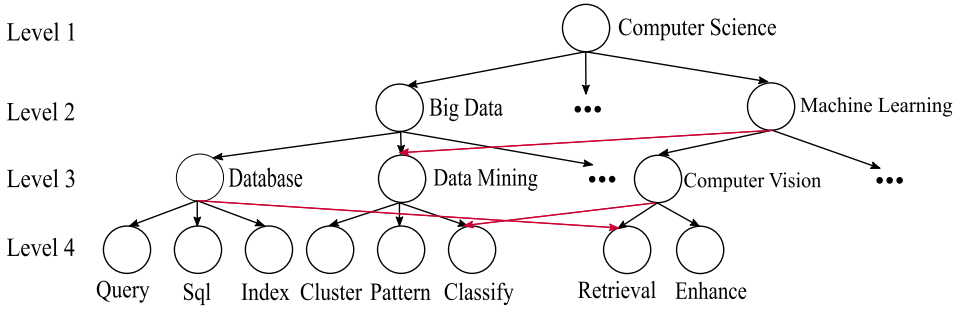 Level 1
Computer Science
Level 2
Big Data
•••
Machine Learning
Level 3
Database
Data Mining
•••
Computer Vision
•••
Level 4
Query
Sql
Index
Cluster
Pattern
Classify
Retrieval
Enhance